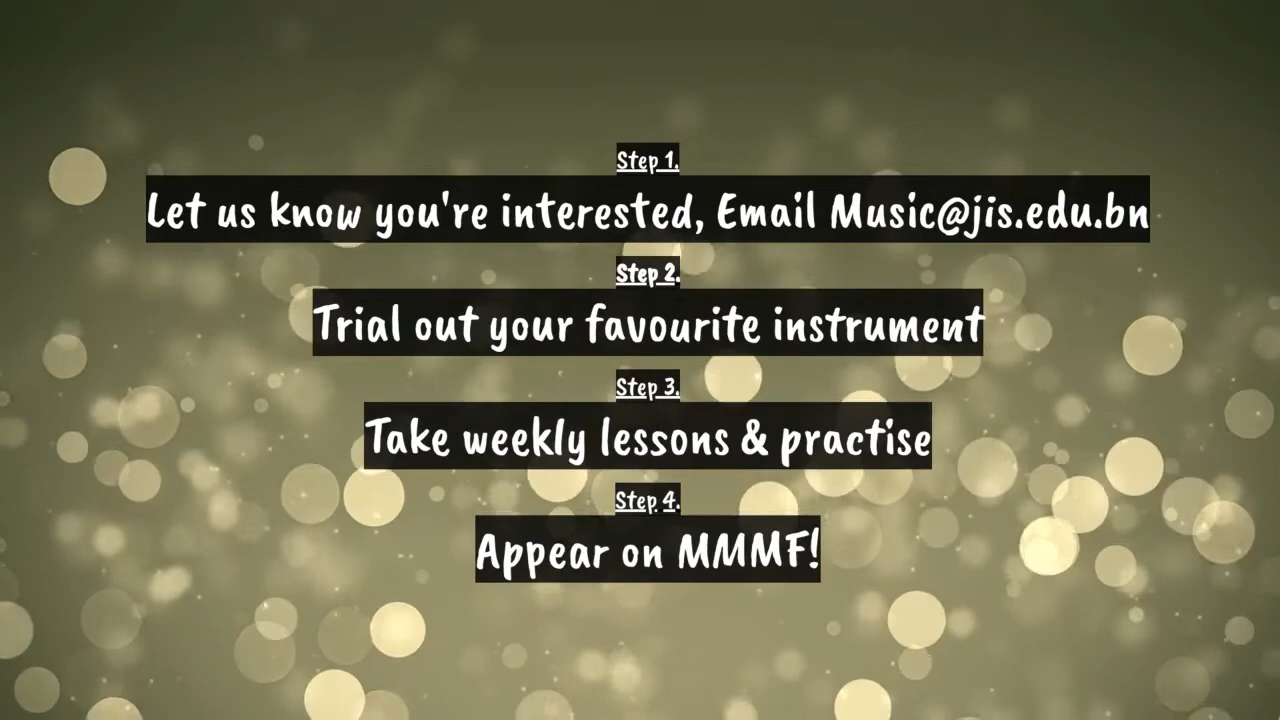 Step 1.
Let us know you're interested, Email Music@jis.edu.bn
Step 2.
Trial out your favourite instrument
Step 3.
Take weekly lessons & practise
Step 4.
Appear on MMMF!